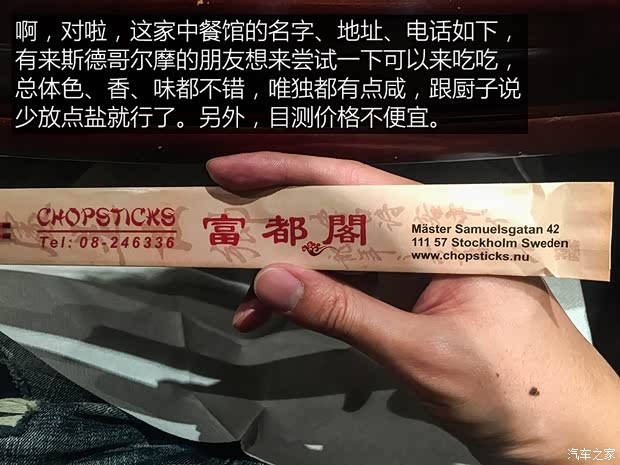 啊，对啦，这家中餐馆的名字、地址、电话如下，
有来斯德哥尔摩的朋友想来尝试一下可以来吃吃，
总体色、香、味都不错，唯独都有点咸，跟厨子说
少放点盐就行了。另外，目测价格不便宜。
CHOPSTICKS
Tel: 08-246336
富都閣
Mäster Samuelsgatan 42
111 57 Stockholm Sweden
www.chopsticks.nu
汽车之家